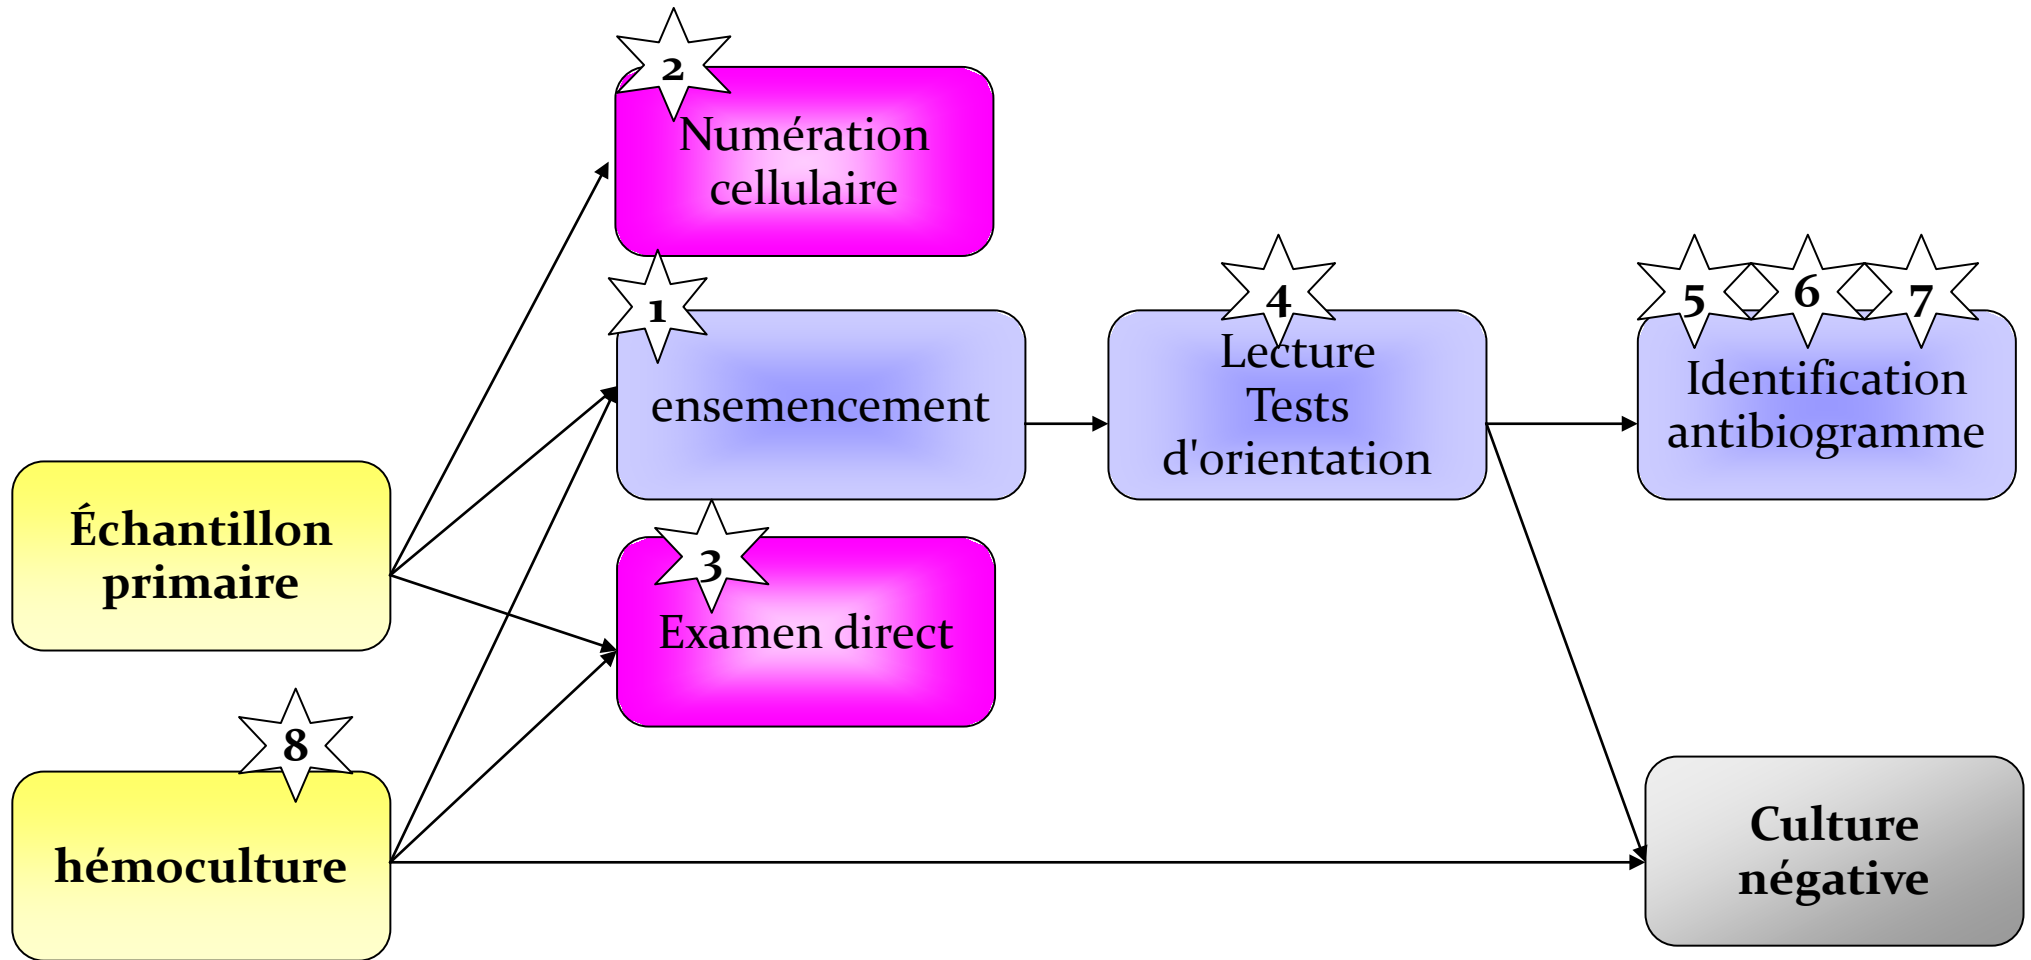 2
Numération
cellulaire
1
ensemencement
4
Lecture
Tests
d'orientation
5 6 7
Identification
antibiogramme
Échantillon
primaire
3
Examen direct
8
hémoculture
Culture
négative